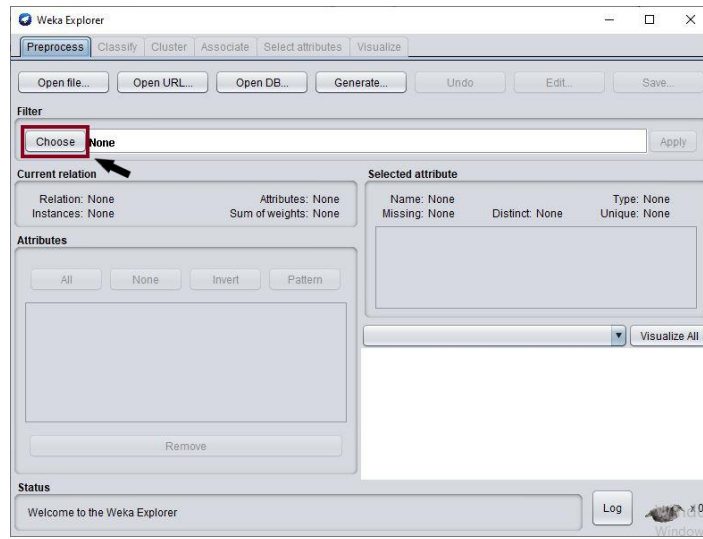 Weka Explorer
Preprocess Classify Cluster Associate Select attributes Visualize
Open file... Open URL... Open DB... Generate... Undo Edit... Save...
Filter
Choose None Apply
Current relation
Relation: None Attributes: None
Instances: None Sum of weights: None
Selected attribute
Name: None Type: None
Missing: None Distinct: None Unique: None
Attributes
All None Invert Pattern
Remove
Visualize All
Status
Welcome to the Weka Explorer
Log x 0
Window